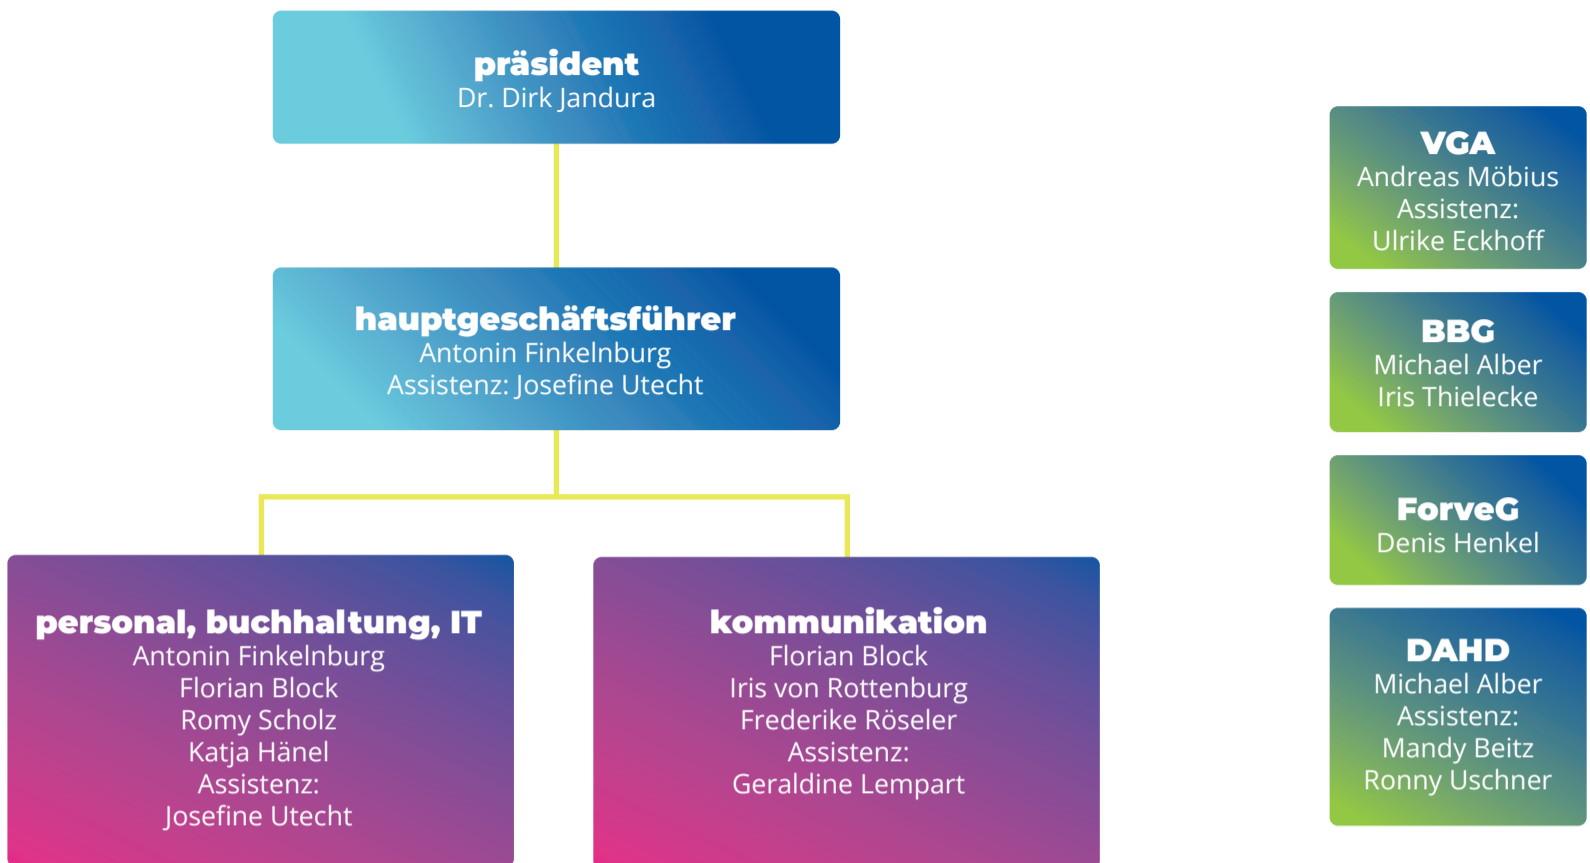 präsident
Dr. Dirk Jandura
hauptgeschäftsführer
Antonin Finkelnburg
Assistenz: Josefine Utecht
personal, buchhaltung, IT
Antonin Finkelnburg
Florian Block
Romy Scholz
Katja Hänel
Assistenz:
Josefine Utecht
kommunikation
Florian Block
Iris von Rottenburg
Frederike Röseler
Assistenz:
Geraldine Lempart
VGA
Andreas Möbius
Assistenz:
Ulrike Eckhoff
BBG
Michael Alber
Iris Thielecke
ForveG
Denis Henkel
DAHD
Michael Alber
Assistenz:
Mandy Beitz
Ronny Uschner